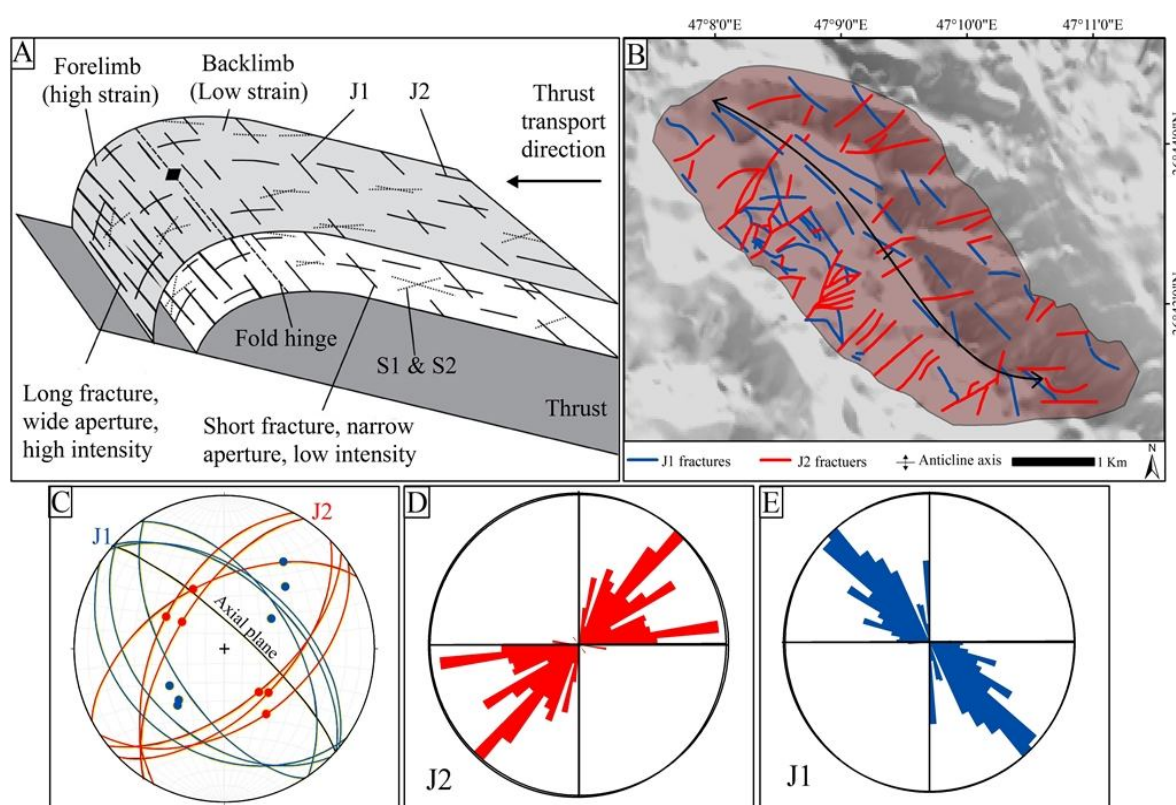 47°8'0"E 47°9'0"E 47°10'0"E 47°11'0"E
A
Forelimb
(high strain)
Backlimb
(Low strain)
J1
J2
Thrust
transport
direction
Fold hinge
S1 & S2
Thrust
Long fracture,
wide aperture,
high intensity
Short fracture, narrow
aperture, low intensity
B
J1 fractures J2 fractuers Anticline axis 1 Km
N
C
J1
J2
Axial plane
D
J2
E
J1